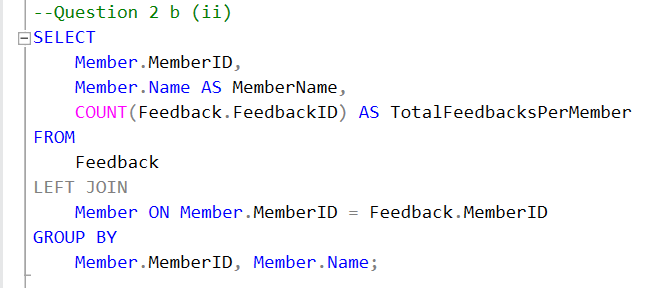 --Question 2 b (ii)
SELECT
Member.MemberID,
Member.Name AS MemberName,
COUNT(Feedback.FeedbackID) AS TotalFeedbacksPerMember
FROM
Feedback
LEFT JOIN
Member ON Member.MemberID = Feedback.MemberID
GROUP BY
Member.MemberID, Member.Name;